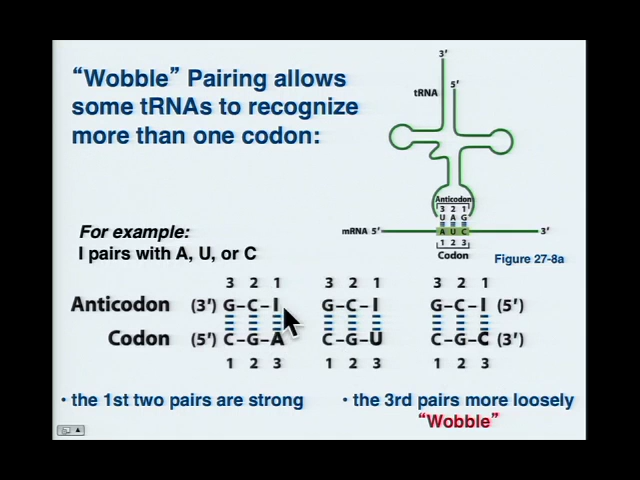 “Wobble” Pairing allows
some tRNAs to recognize
more than one codon:
3′
tRNA
5′
Anticodon
3 2 1
U A G
mRNA 5′
A U C
3′
1 2 3
Codon
Figure 27-8a
For example:
I pairs with A, U, or C
3 2 1 3 2 1 3 2 1
Anticodon (3′) G–C–I G–C–I G–C–I (5′)
Codon (5′) C–G–A C–G–U C–G–C (3′)
1 2 3 1 2 3 1 2 3
• the 1st two pairs are strong
• the 3rd pairs more loosely
“Wobble”